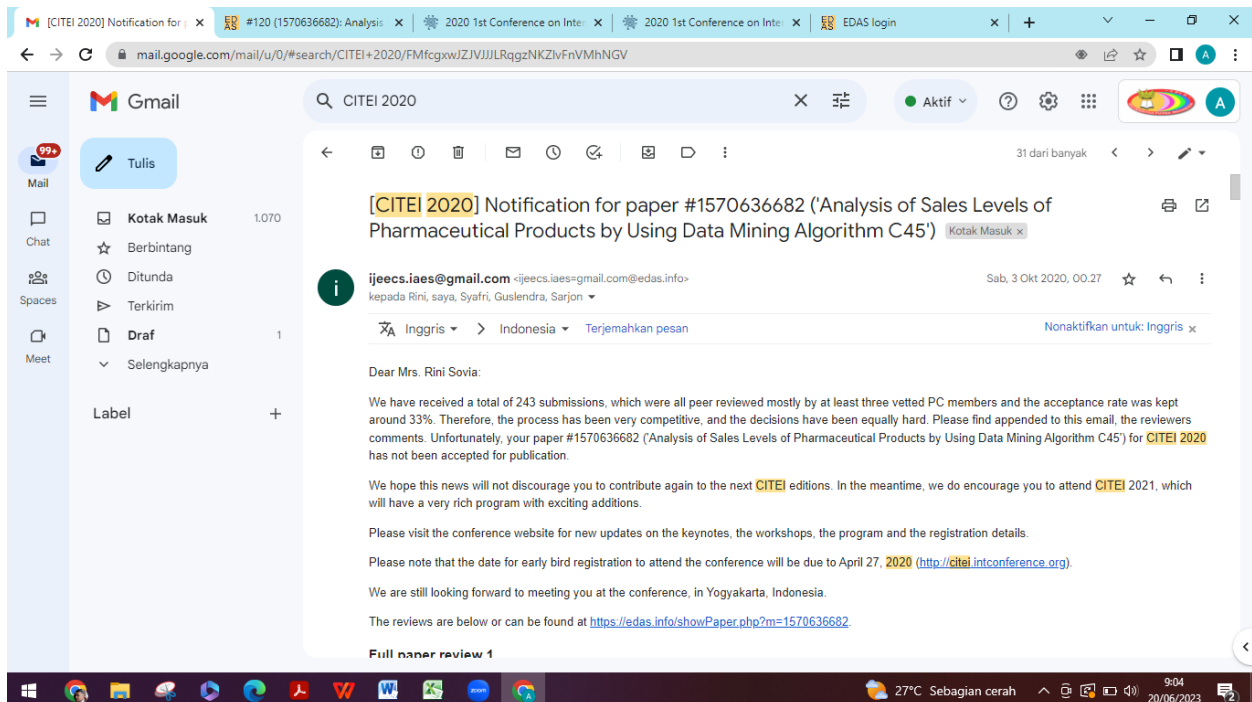 [CITEI 2020] Notification for p
#120 (1570636682): Analysis
2020 1st Conference on Inter
2020 1st Conference on Inte
EDAS login
mail.google.com/mail/u/0/#search/CITEI+2020/FMfcgxwJZJVJJJLRqgzNKZlvFnVMhNGV
A
Gmail
CITEI 2020
Aktif
A
99+
Mail
Tulis
31 dari banyak
Chat
Spaces
Meet
Kotak Masuk 1.070
Berbintang
Ditunda
Terkirim
Draf 1
Selengkapnya
Label
[CITEI 2020] Notification for paper #1570636682 ('Analysis of Sales Levels of
Pharmaceutical Products by Using Data Mining Algorithm C45') Kotak Masuk x
i
ijeecs.iaes@gmail.com <ijeecs.iaes=gmail.com@edas.info>
Sab, 3 Okt 2020, 00.27
kepada Rini, saya, Syafri, Guslendra, Sarjon
Inggris > Indonesia Terjemahkan pesan
Nonaktifkan untuk: Inggris x
Dear Mrs. Rini Sovia:
We have received a total of 243 submissions, which were all peer reviewed mostly by at least three vetted PC members and the acceptance rate was kept
around 33%. Therefore, the process has been very competitive, and the decisions have been equally hard. Please find appended to this email, the reviewers
comments. Unfortunately, your paper #1570636682 ('Analysis of Sales Levels of Pharmaceutical Products by Using Data Mining Algorithm C45') for CITEI 2020
has not been accepted for publication.
We hope this news will not discourage you to contribute again to the next CITEI editions. In the meantime, we do encourage you to attend CITEI 2021, which
will have a very rich program with exciting additions.
Please visit the conference website for new updates on the keynotes, the workshops, the program and the registration details.
Please note that the date for early bird registration to attend the conference will be due to April 27, 2020 (http://citei.intconference.org).
We are still looking forward to meeting you at the conference, in Yogyakarta, Indonesia.
The reviews are below or can be found at https://edas.info/showPaper.php?m=1570636682.
Full paper review 1
27°C Sebagian cerah
9:04
20/06/2023